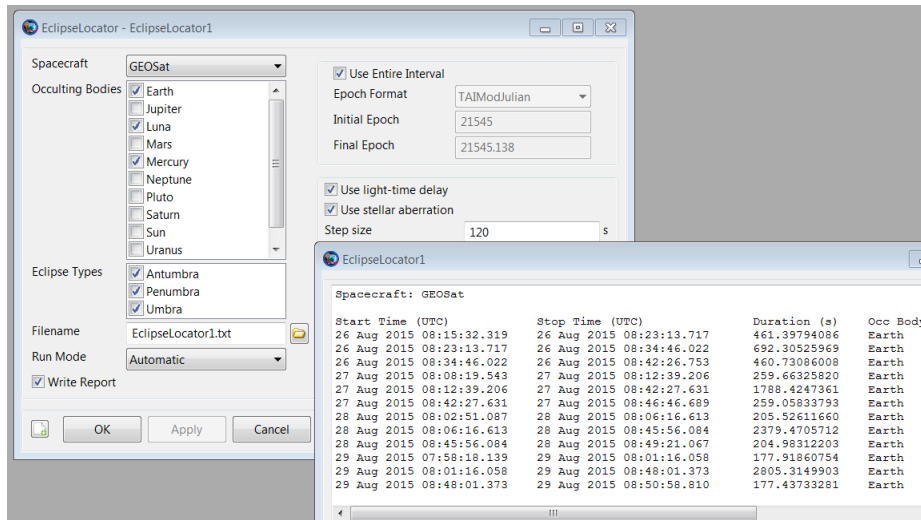 EclipseLocator - EclipseLocator1
Spacecraft GEOSat
Occulting Bodies Earth
Jupiter
Luna
Mars
Mercury
Neptune
Pluto
Saturn
Sun
Uranus
Eclipse Types Antumbra
Penumbra
Umbra
Filename EclipseLocator1.txt
Run Mode Automatic
Write Report
OK Apply Cancel
Use Entire Interval
Epoch Format TAIModJulian
Initial Epoch 21545
Final Epoch 21545.138
Use light-time delay
Use stellar aberration
Step size 120 s
EclipseLocator1
Spacecraft: GEOSat
Start Time (UTC) Stop Time (UTC) Duration (s) Occ Body
26 Aug 2015 08:15:32.319 26 Aug 2015 08:23:13.717 461.39794086 Earth
26 Aug 2015 08:23:13.717 26 Aug 2015 08:34:46.022 692.30525969 Earth
26 Aug 2015 08:34:46.022 26 Aug 2015 08:42:26.753 460.73086008 Earth
27 Aug 2015 08:08:19.543 27 Aug 2015 08:12:39.206 259.66325820 Earth
27 Aug 2015 08:12:39.206 27 Aug 2015 08:42:27.631 1788.4247361 Earth
27 Aug 2015 08:42:27.631 27 Aug 2015 08:46:46.689 259.05833793 Earth
28 Aug 2015 08:02:51.087 28 Aug 2015 08:06:16.613 205.52611660 Earth
28 Aug 2015 08:06:16.613 28 Aug 2015 08:45:56.084 2379.4705712 Earth
28 Aug 2015 08:45:56.084 28 Aug 2015 08:49:21.067 204.98312203 Earth
29 Aug 2015 07:58:18.139 29 Aug 2015 08:01:16.058 177.91860754 Earth
29 Aug 2015 08:01:16.058 29 Aug 2015 08:48:01.373 2805.3149903 Earth
29 Aug 2015 08:48:01.373 29 Aug 2015 08:50:58.810 177.43733281 Earth